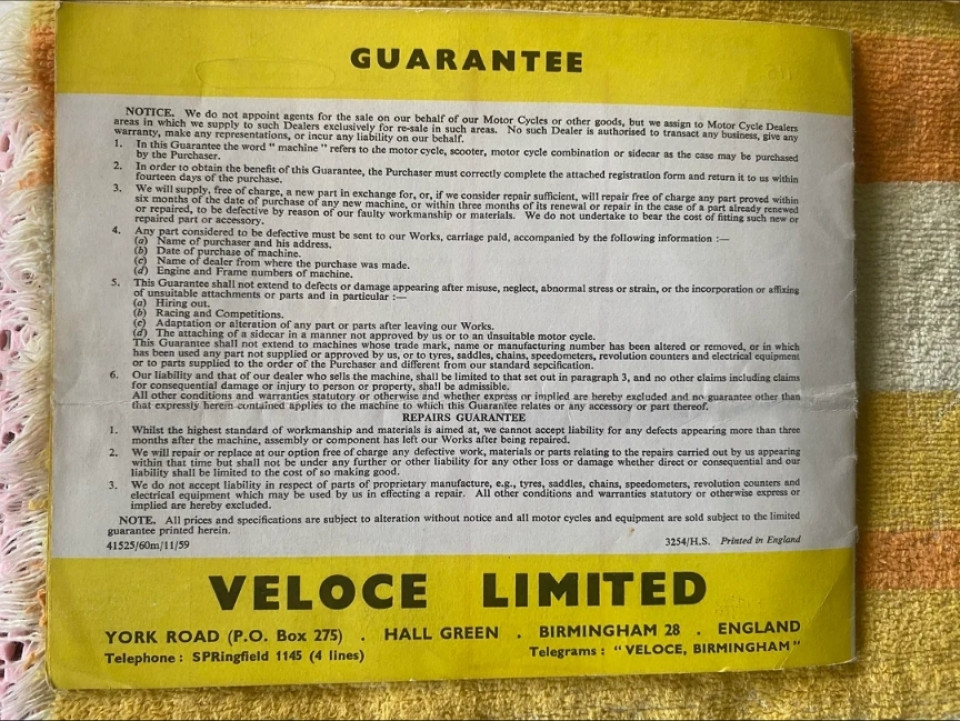 GUARANTEE
NOTICE. We do not appoint agents for the sale on our behalf of our Motor Cycles or other goods, but we assign to Motor Cycle Dealers
areas in which we supply to such Dealers exclusively for re-sale in such areas. No such Dealer is authorised to transact any business, give any
warranty, make any representations, or incur any liability on our behalf.
1. In this Guarantee the word "machine" refers to the motor cycle, scooter, motor cycle combination or sidecar as the case may be purchased
by the Purchaser.
2. In order to obtain the benefit of this Guarantee, the Purchaser must correctly complete the attached registration form and return it to us within
fourteen days of the purchase.
3. We will supply, free of charge, a new part in exchange for, or, if we consider repair sufficient, will repair free of charge any part proved within
six months of the date of purchase of any new machine, or within three months of its renewal or repair in the case of a part already renewed
or repaired, to be defective by reason of our faulty workmanship or materials. We do not undertake to bear the cost of fitting such new or
repaired part or accessory.
4. Any part considered to be defective must be sent to our Works, carriage paid, accompanied by the following information :—
(a) Name of purchaser and his address.
(b) Date of purchase of machine.
(c) Name of dealer from where the purchase was made.
(d) Engine and Frame numbers of machine.
5. This Guarantee shall not extend to defects or damage appearing after misuse, neglect, abnormal stress or strain, or the incorporation or affixing
of unsuitable attachments or parts and in particular :—
(a) Hiring out.
(b) Racing and Competitions.
(c) Adaptation or alteration of any part or parts after leaving our Works.
(d) The attaching of a sidecar in a manner not approved by us or to an unsuitable motor cycle.
This Guarantee shall not extend to machines whose trade mark, name or manufacturing number has been altered or removed, or in which
has been used any part not supplied or approved by us, or to tyres, saddles, chains, speedometers, revolution counters and electrical equipment
or to parts supplied to the order of the Purchaser and different from our standard sepcification.
6. Our liability and that of our dealer who sells the machine, shall be limited to that set out in paragraph 3, and no other claims including claims
for consequential damage or injury to person or property, shall be admissible.
All other conditions and warranties statutory or otherwise and whether express or implied are hereby excluded and no guarantee other than
that expressly herein contained applies to the machine to which this Guarantee relates or any accessory or part thereof.
REPAIRS GUARANTEE
1. Whilst the highest standard of workmanship and materials is aimed at, we cannot accept liability for any defects appearing more than three
months after the machine, assembly or component has left our Works after being repaired.
2. We will repair or replace at our option free of charge any defective work, materials or parts relating to the repairs carried out by us appearing
within that time but shall not be under any further or other liability for any other loss or damage whether direct or consequential and our
liability shall be limited to the cost of so making good.
3. We do not accept liability in respect of parts of proprietary manufacture, e.g., tyres, saddles, chains, speedometers, revolution counters and
electrical equipment which may be used by us in effecting a repair. All other conditions and warranties statutory or otherwise express or
implied are hereby excluded.
NOTE. All prices and specifications are subject to alteration without notice and all motor cycles and equipment are sold subject to the limited
guarantee printed herein.
41525/60m/11/59 3254/H.S. Printed in England
VELOCE LIMITED
YORK ROAD (P.O. Box 275) . HALL GREEN . BIRMINGHAM 28 . ENGLAND
Telephone : SPRingfield 1145 (4 lines) Telegrams : "VELOCE, BIRMINGHAM"